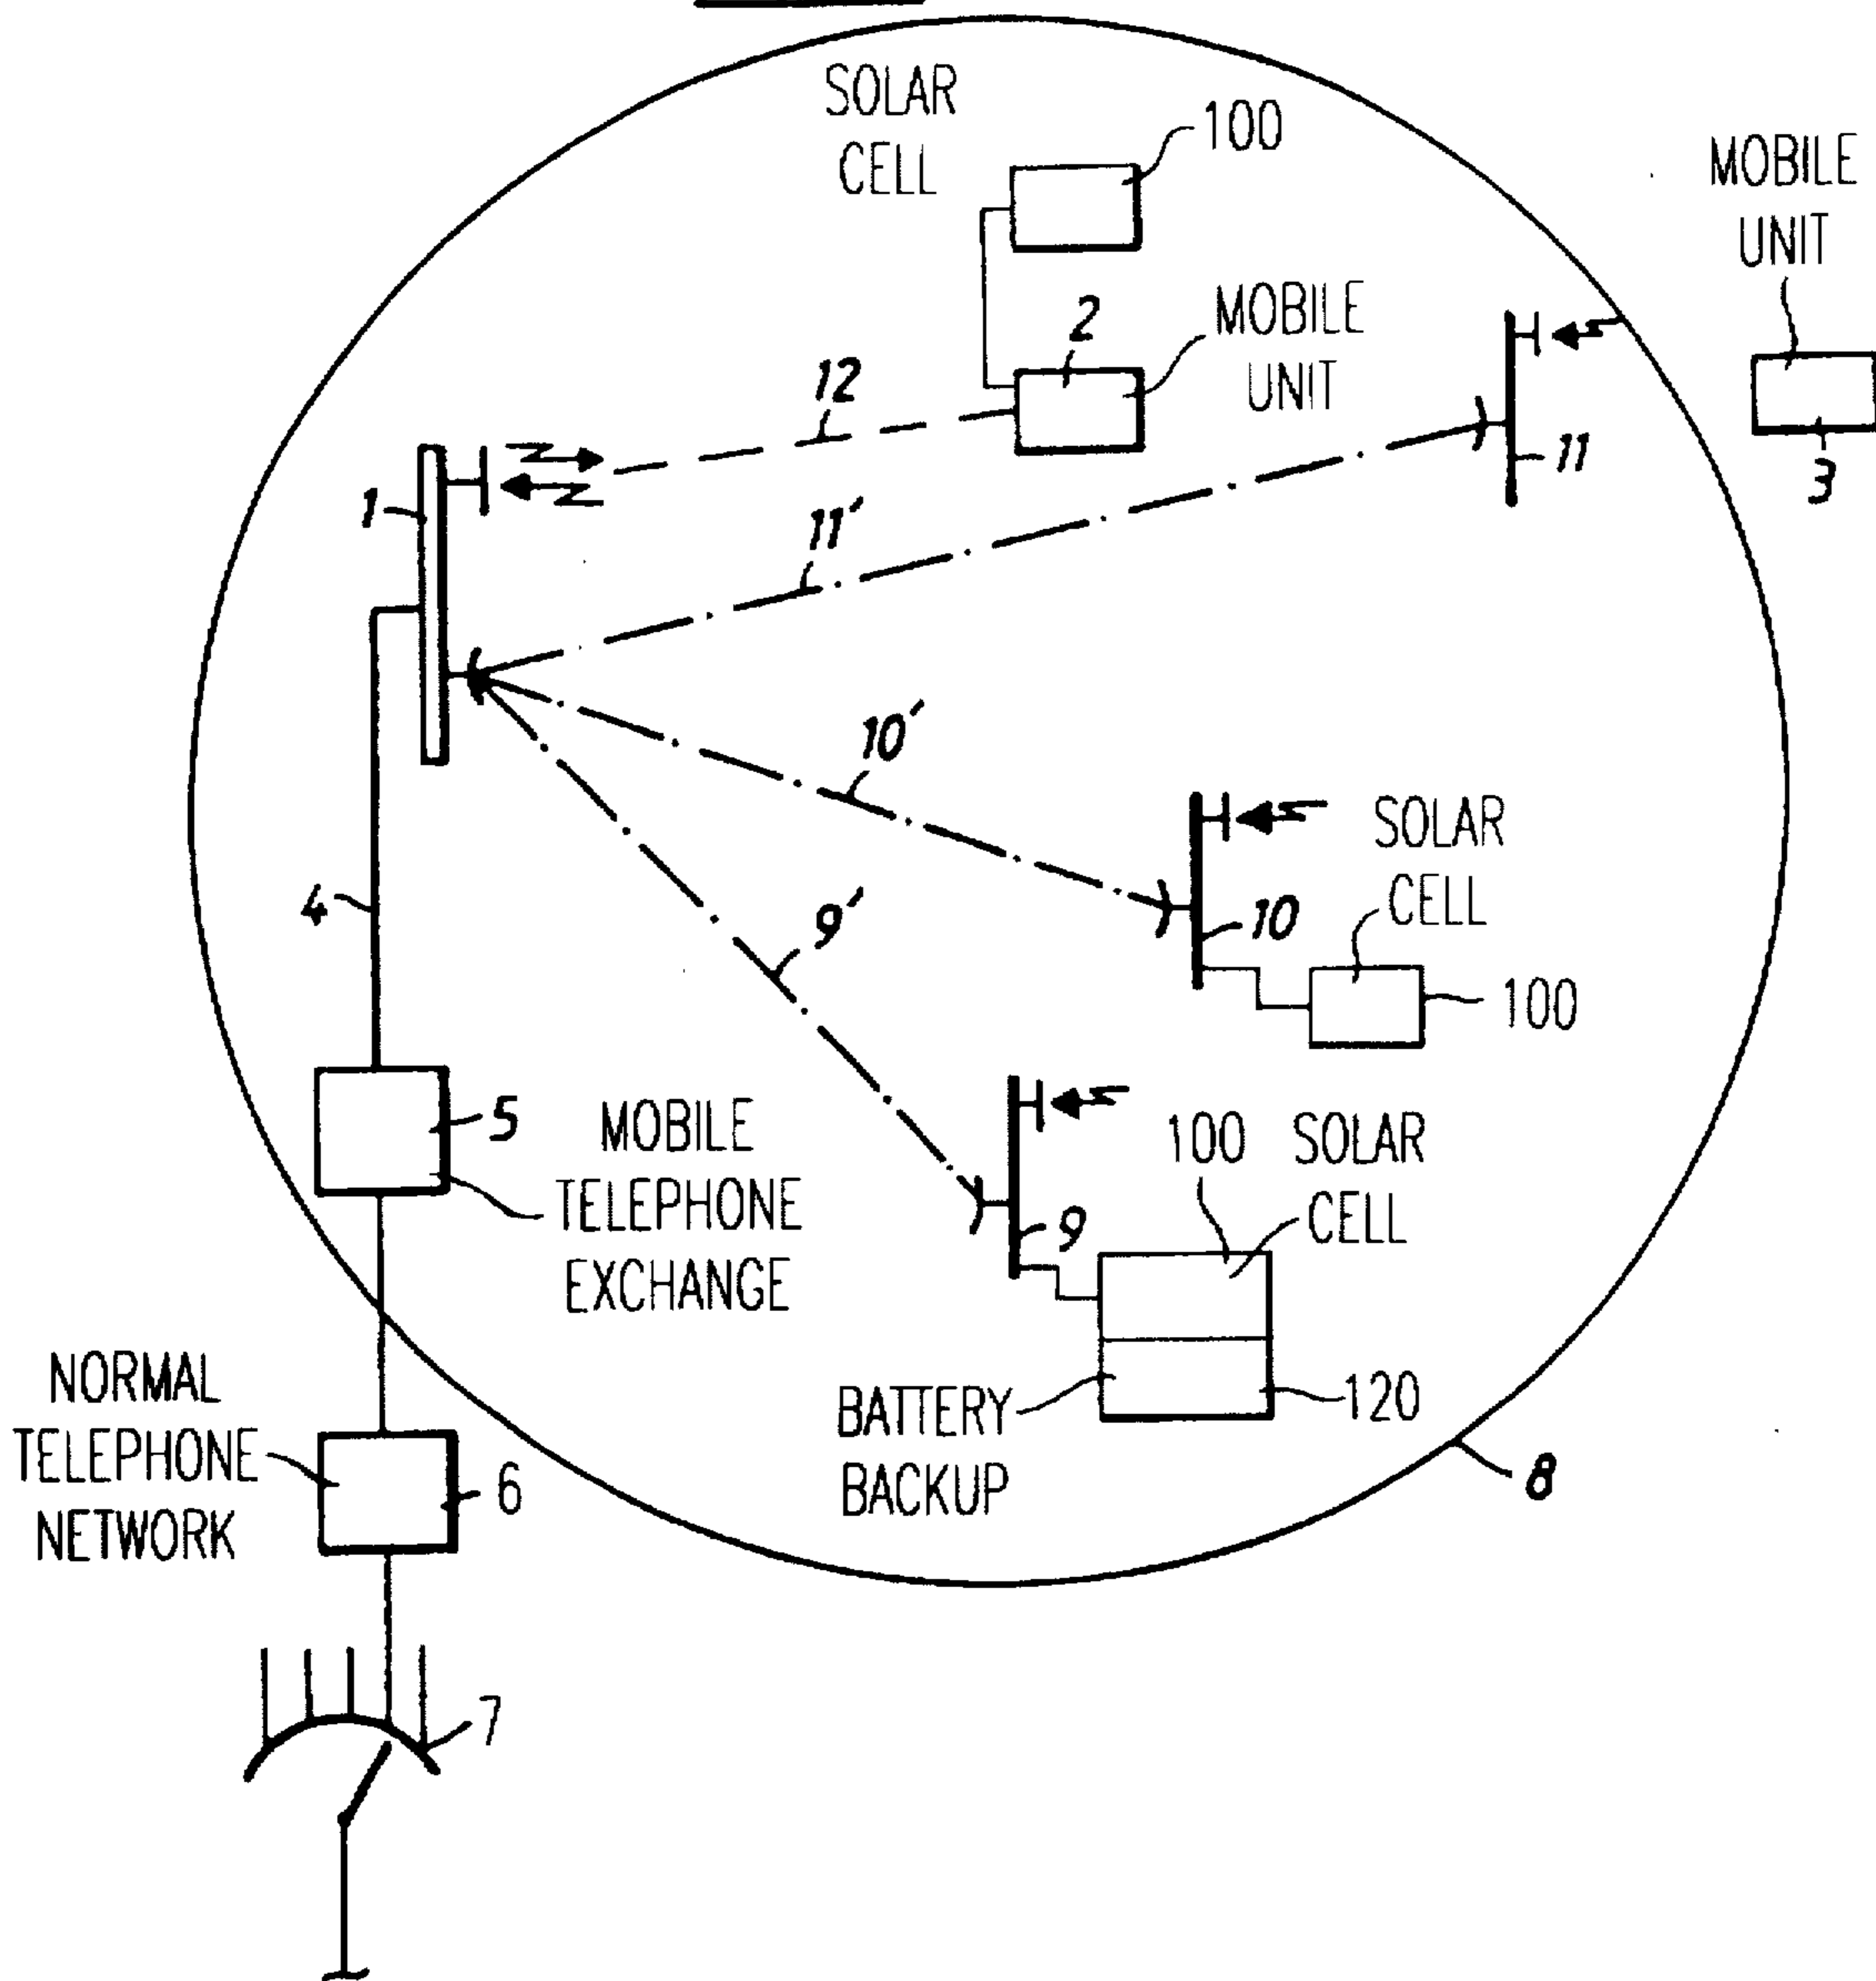 SOLAR
CELL
100
MOBILE
UNIT
3
2
MOBILE
UNIT
12
11
1
11'
10'
SOLAR
CELL
10
100
4
9'
5
MOBILE
TELEPHONE
EXCHANGE
100
SOLAR
CELL
9
BATTERY
BACKUP
120
8
NORMAL
TELEPHONE
NETWORK
6
7